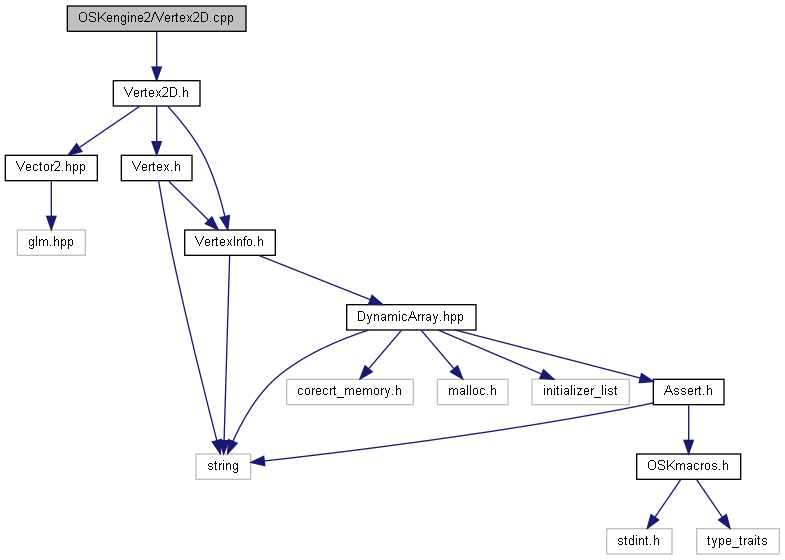 OSKengine2/Vertex2D.cpp
Vertex2D.h
Vector2.hpp
Vertex.h
glm.hpp
VertexInfo.h
DynamicArray.hpp
corecrt_memory.h
malloc.h
initializer_list
Assert.h
string
OSKmacros.h
stdint.h
type_traits